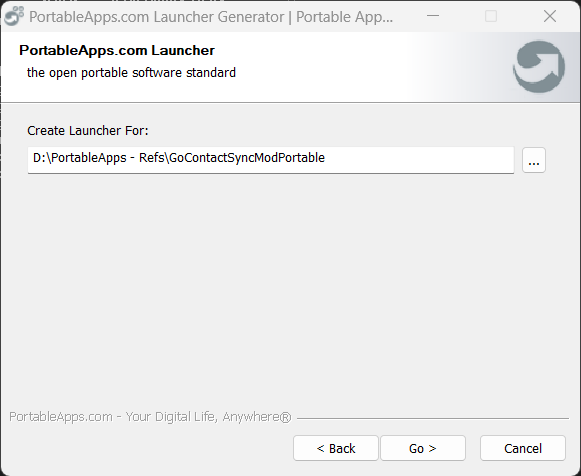 PortableApps.com Launcher Generator | Portable App...
PortableApps.com Launcher
the open portable software standard
Create Launcher For:
D:\PortableApps - Refs\GoContactSyncModPortable
...
PortableApps.com - Your Digital Life, Anywhere®
< Back
Go >
Cancel